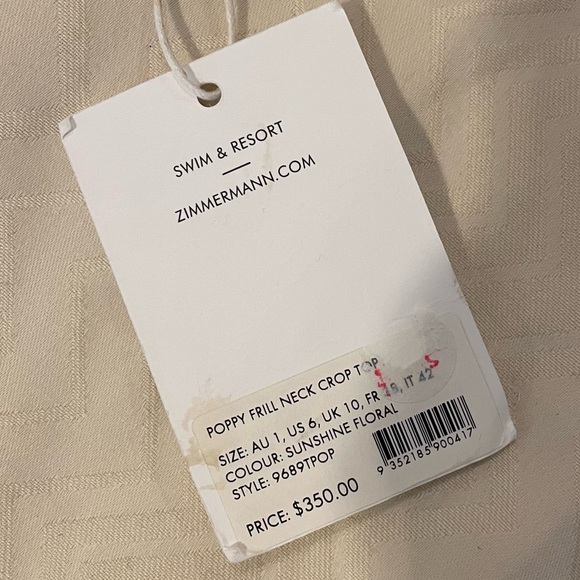 SWIM & RESORT
ZIMMERMANN.COM
POPPY FRILL NECK CROP TOP
SIZE: AU 1, US 6, UK 10, FR 38, IT 42
COLOUR: SUNSHINE FLORAL
STYLE: 9689TPOP
PRICE: $350.00
9 352185 900417